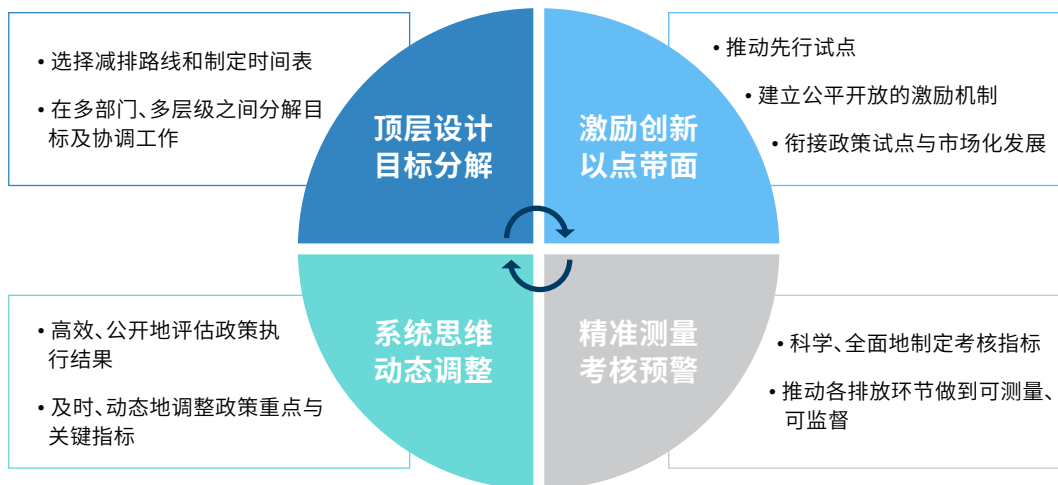 • 选择减排路线和制定时间表
• 在多部门、多层级之间分解目
标及协调工作
顶层设计
目标分解
激励创新
以点带面
• 推动先行试点
• 建立公平开放的激励机制
• 衔接政策试点与市场化发展
• 高效、公开地评估政策执
行结果
• 及时、动态地调整政策重点与
关键指标
系统思维
动态调整
精准测量
考核预警
• 科学、全面地制定考核指标
• 推动各排放环节做到可测量、
可监督